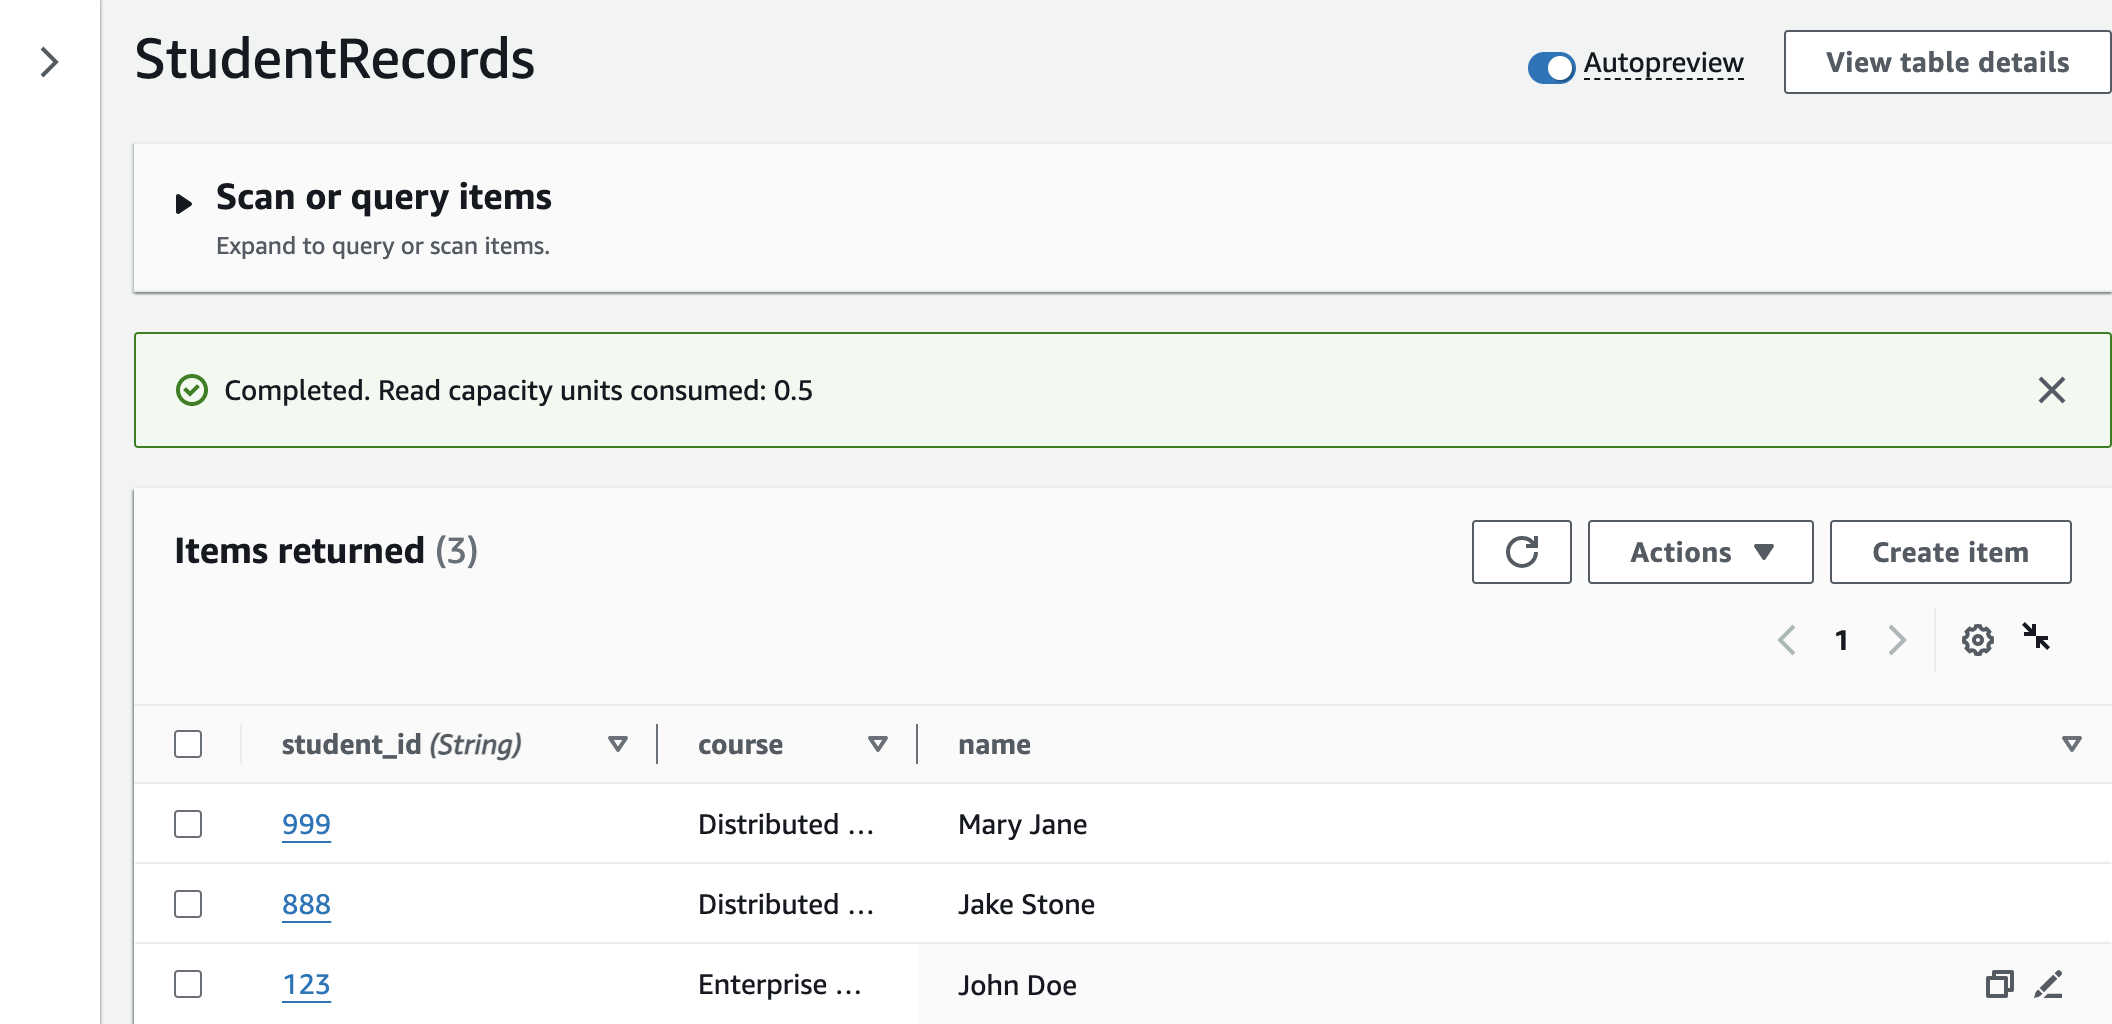 StudentRecords
Autopreview
View table details
Scan or query items
Expand to query or scan items.
Completed. Read capacity units consumed: 0.5
Items returned (3)
Actions
Create item
1
student_id (String) course name
999 Distributed ... Mary Jane
888 Distributed ... Jake Stone
123 Enterprise ... John Doe